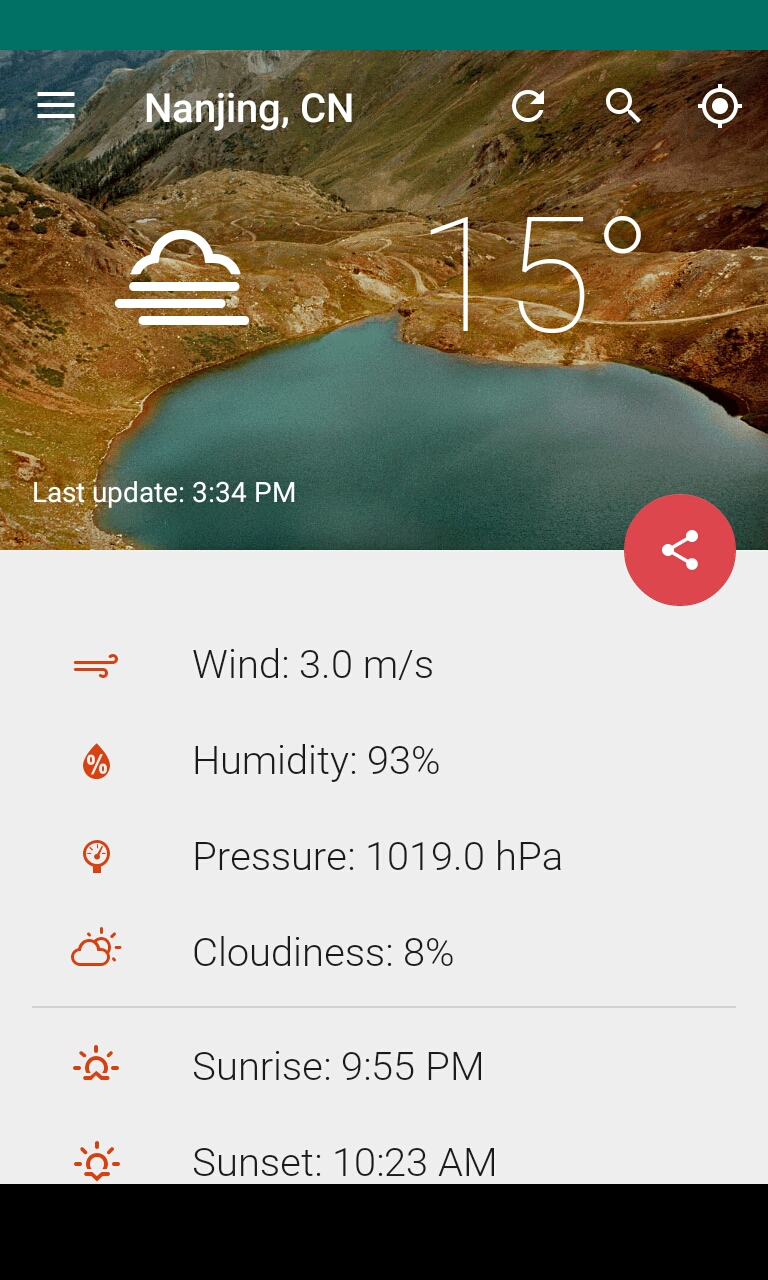 Nanjing, CN
15°
Last update: 3:34 PM
Wind: 3.0 m/s
Humidity: 93%
Pressure: 1019.0 hPa
Cloudiness: 8%
Sunrise: 9:55 PM
Sunset: 10:23 AM